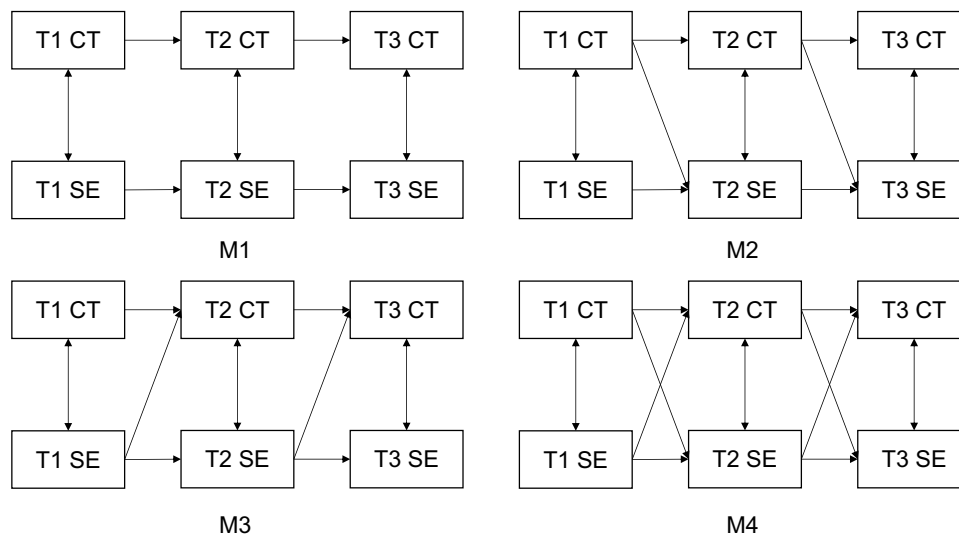 T1 CT T2 CT T3 CT T1 CT T2 CT T3 CT
T1 SE T2 SE T3 SE T1 SE T2 SE T3 SE
M1 M2
T1 CT T2 CT T3 CT T1 CT T2 CT T3 CT
T1 SE T2 SE T3 SE T1 SE T2 SE T3 SE
M3 M4